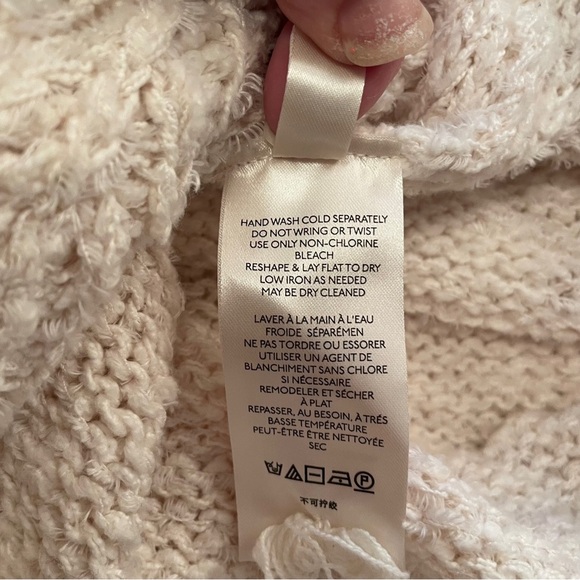 HAND WASH COLD SEPARATELY
DO NOT WRING OR TWIST
USE ONLY NON-CHLORINE
BLEACH
RESHAPE & LAY FLAT TO DRY
LOW IRON AS NEEDED
MAY BE DRY CLEANED
LAVER À LA MAIN À L'EAU
FROIDE SÉPARÉMEN
NE PAS TORDRE OU ESSORER
UTILISER UN AGENT DE
BLANCHIMENT SANS CHLORE
SI NÉCESSAIRE
REMODELER ET SÉCHER
À PLAT
REPASSER, AU BESOIN, À TRÉS
BASSE TEMPÉRATURE
PEUT-ÊTRE ÊTRE NETTOYÉE
SEC
P
不可拧绞